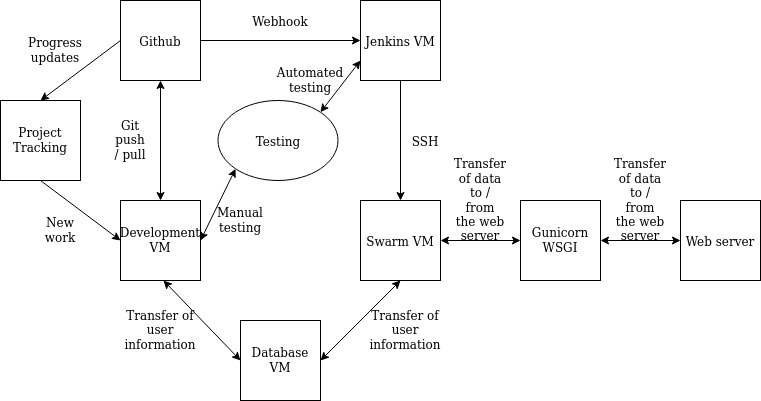 Webhook
Github
Jenkins VM
Progress
updates
Automated
testing
Project
Tracking
Git
push
/ pull
Testing
SSH
Transfer
of data
to /
from
the web
server
Transfer
of data
to /
from
the web
server
New
work
Development
VM
Manual
testing
Swarm VM
Gunicorn
WSGI
Web server
Transfer of
user
information
Transfer of
user
information
Database
VM